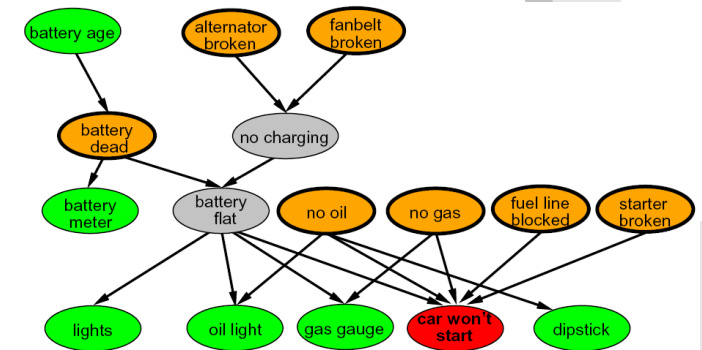 battery age
alternator
broken
fanbelt
broken
battery
dead
no charging
battery
meter
battery
flat
no oil
no gas
fuel line
blocked
starter
broken
lights
oil light
gas gauge
car won't
start
dipstick